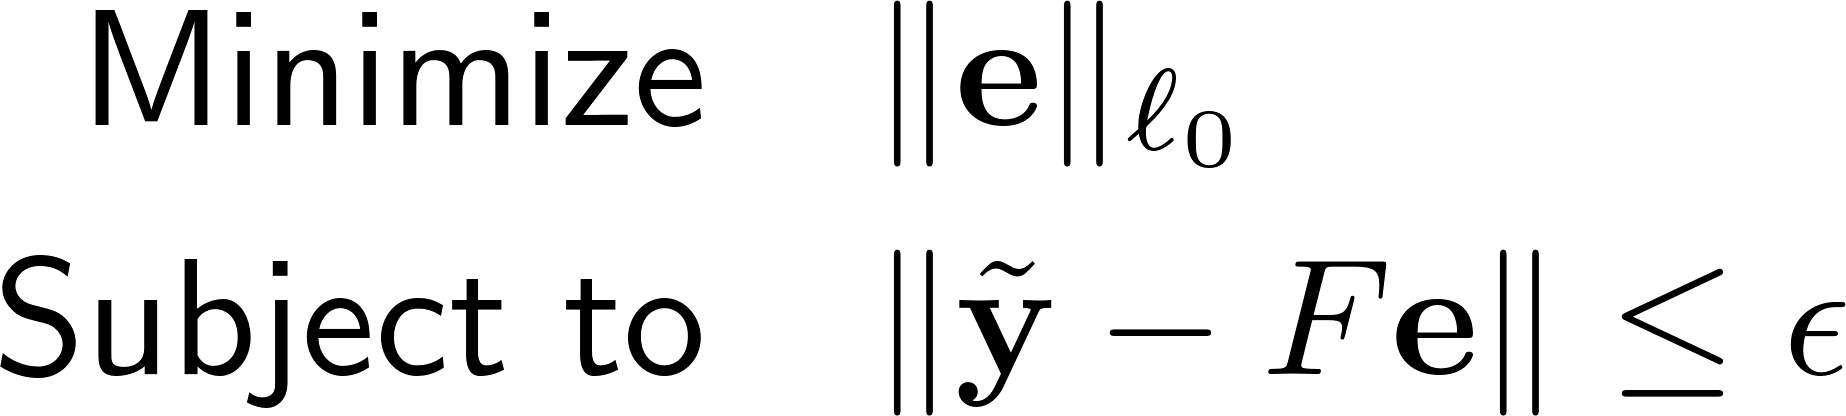 Minimize ‖e‖ℓ₀
Subject to ‖ỹ − Fe‖ ≤ ϵ